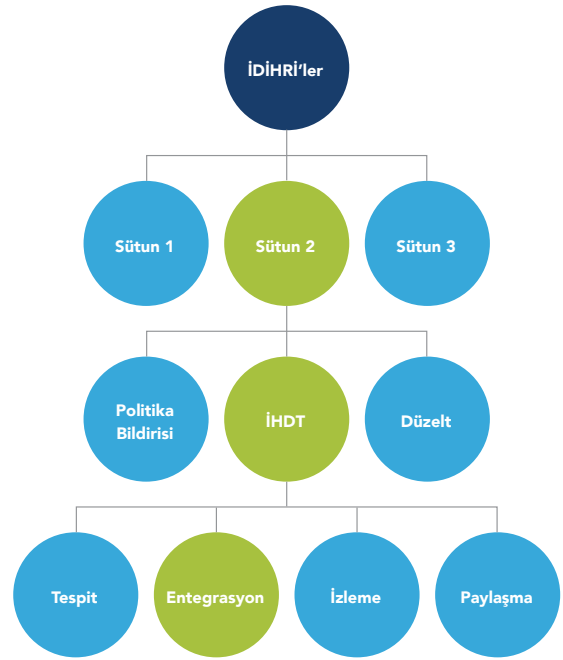 İDİHRİ'ler
Sütun 1
Sütun 2
Sütun 3
Politika
Bildirisi
İHDT
Düzelt
Tespit
Entegrasyon
İzleme
Paylaşma